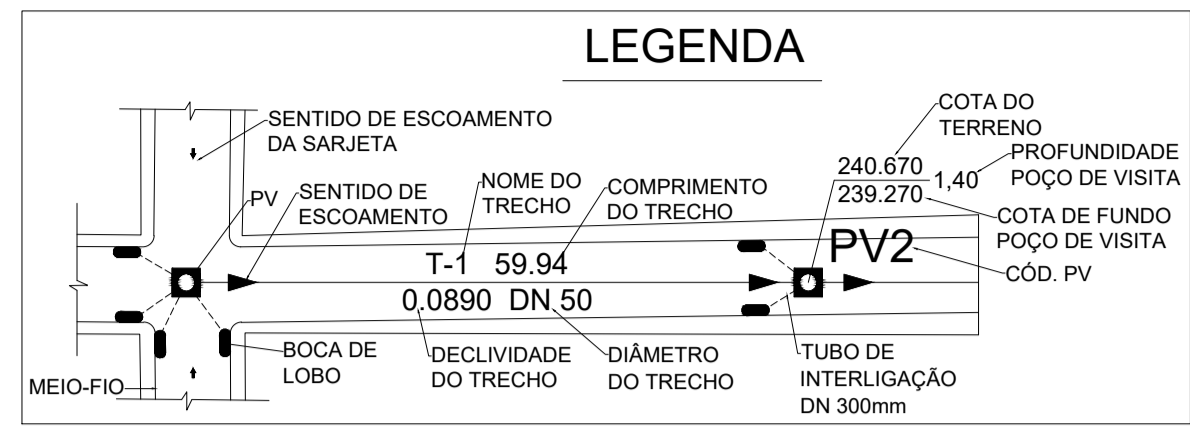 LEGENDA
SENTIDO DE ESCOAMENTO
DA SARJETA
PV
SENTIDO DE
ESCOAMENTO
NOME DO
TRECHO
COMPRIMENTO
DO TRECHO
COTA DO
TERRENO
240.670
239.270
1,40
PROFUNDIDADE
POÇO DE VISITA
COTA DE FUNDO
POÇO DE VISITA
PV2
CÓD. PV
T-1 59.94
0.0890 DN.50
MEIO-FIO
BOCA DE
LOBO
DECLIVIDADE
DO TRECHO
DIÂMETRO
DO TRECHO
TUBO DE
INTERLIGAÇÃO
DN 300mm